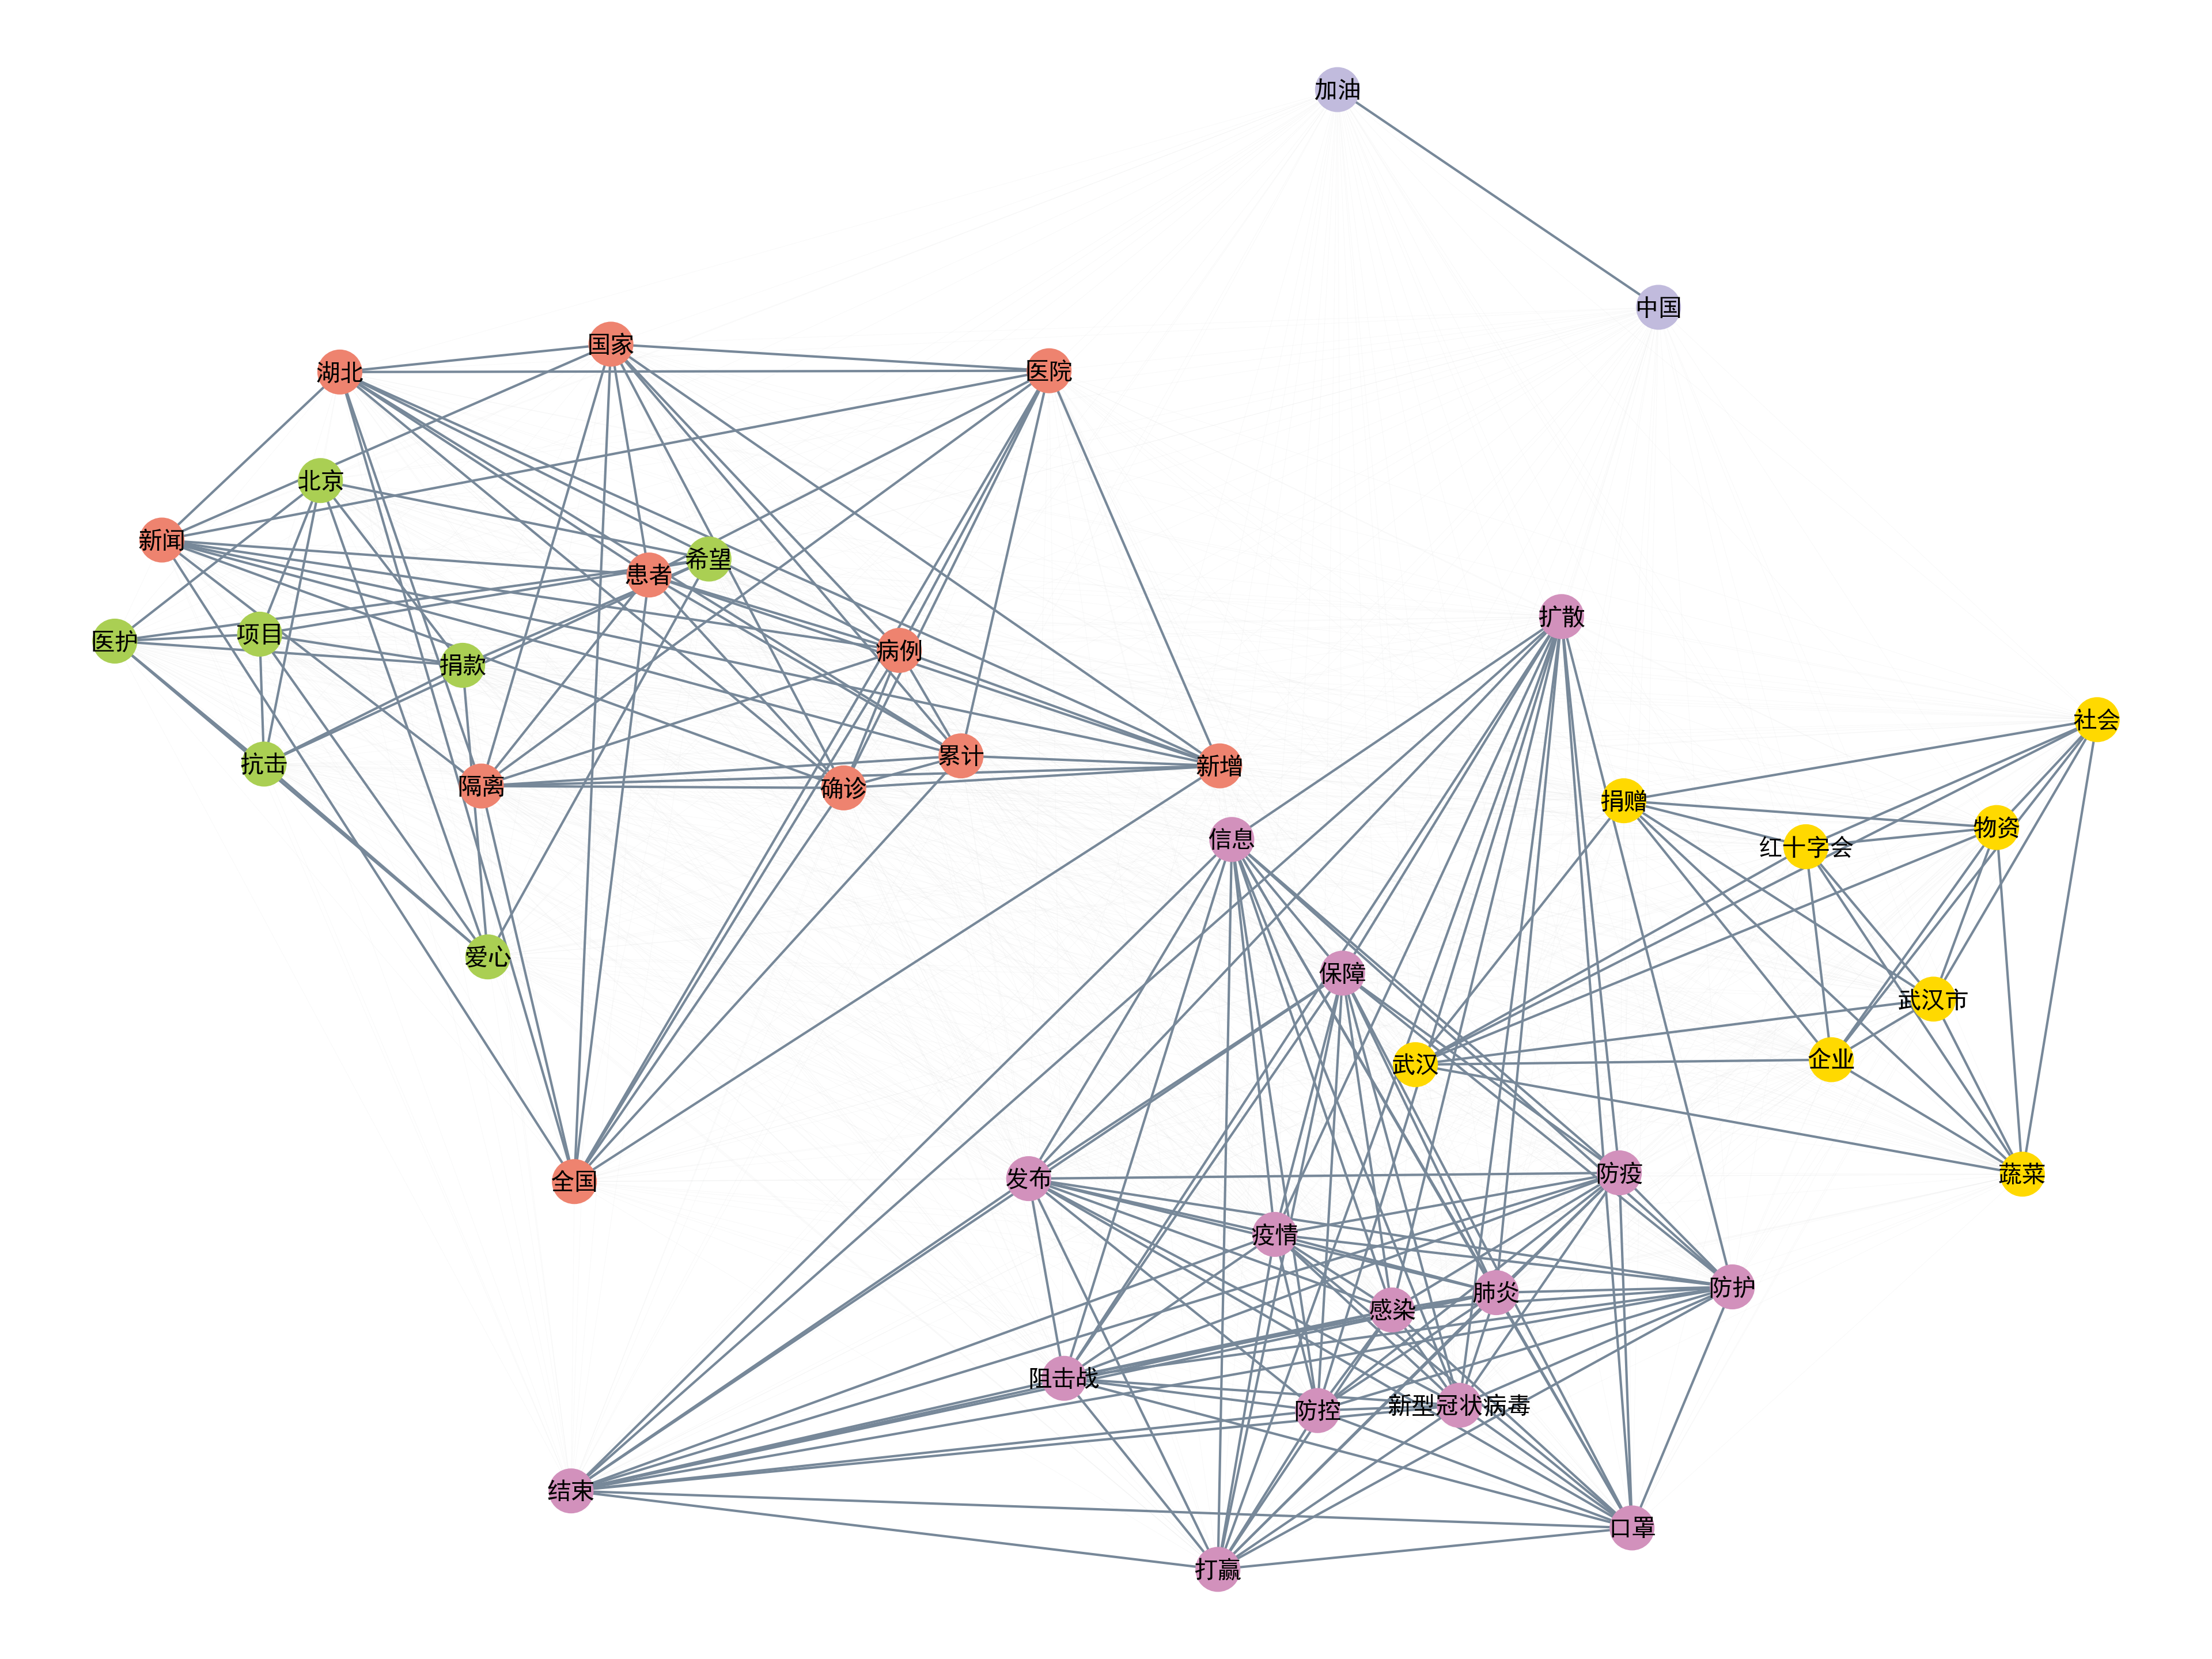 加油
中国
国家
湖北
医院
北京
新闻
希望
患者
扩散
项目
医护
病例
捐款
社会
累计
抗击
新增
隔离
确诊
捐赠
物资
信息
红十字会
爱心
保障
武汉市
企业
武汉
防疫
蔬菜
发布
全国
疫情
防护
肺炎
感染
阻击战
新型冠状病毒
防控
结束
口罩
打赢